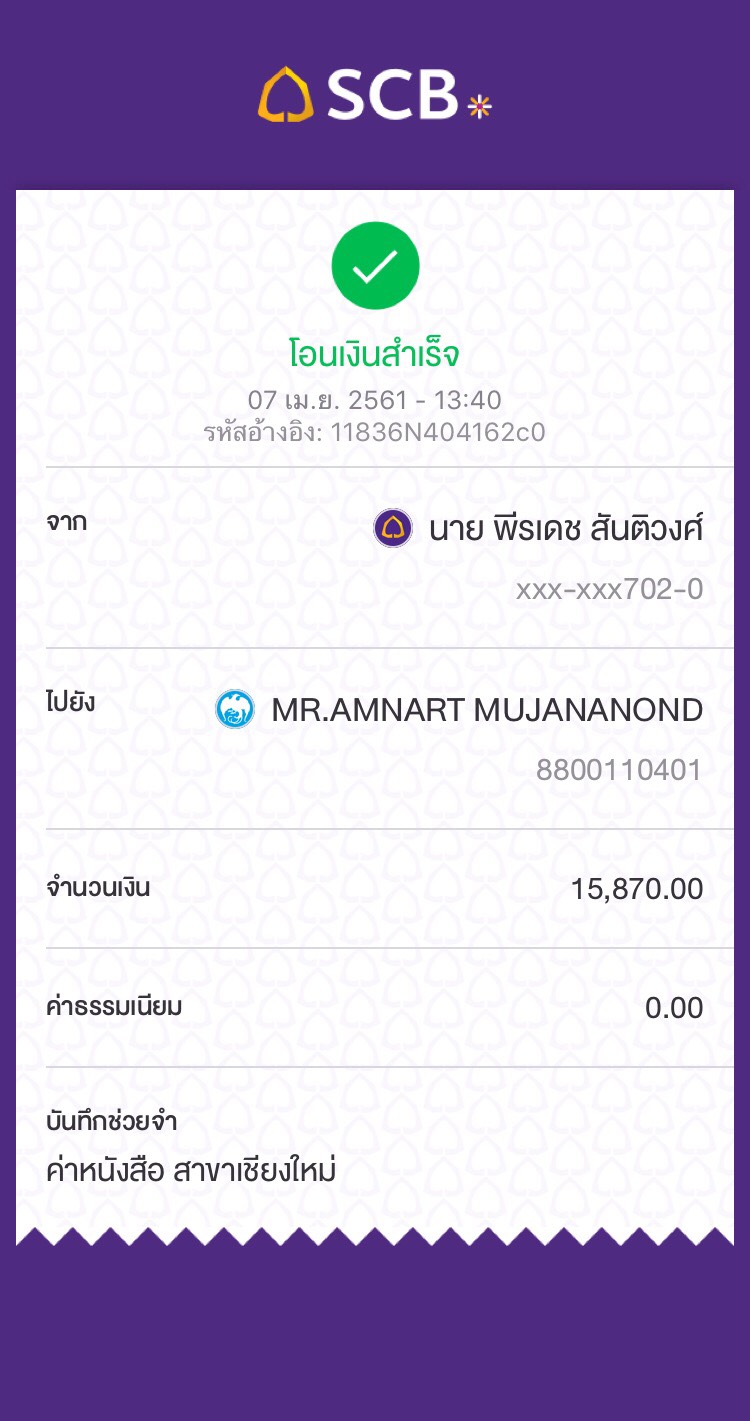 SCB
โอนเงินสำเร็จ
07 เม.ย. 2561 - 13:40
รหัสอ้างอิง: 11836N404162c0
จาก
นาย พีรเดช สันติวงศ์
xxx-xxx702-0
ไปยัง
MR.AMNART MUJANANOND
8800110401
จำนวนเงิน
15,870.00
ค่าธรรมเนียม
0.00
บันทึกช่วยจำ
ค่าหนังสือ สาขาเชียงใหม่